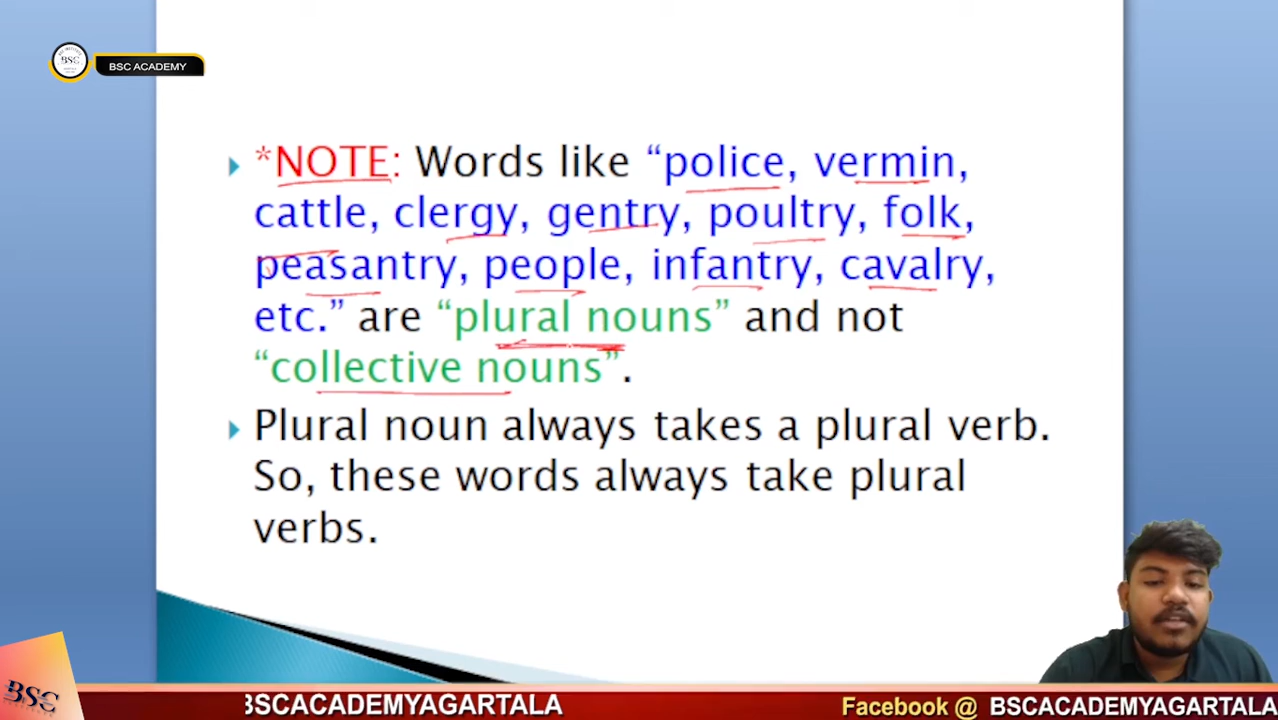 BSC ACADEMY
*NOTE: Words like “police, vermin,
cattle, clergy, gentry, poultry, folk,
peasantry, people, infantry, cavalry,
etc.” are “plural nouns” and not
“collective nouns”.
Plural noun always takes a plural verb.
So, these words always take plural
verbs.
BSC
BSCACADEMYAGARTALA
Facebook @ BSCACADEMYAGARTALA